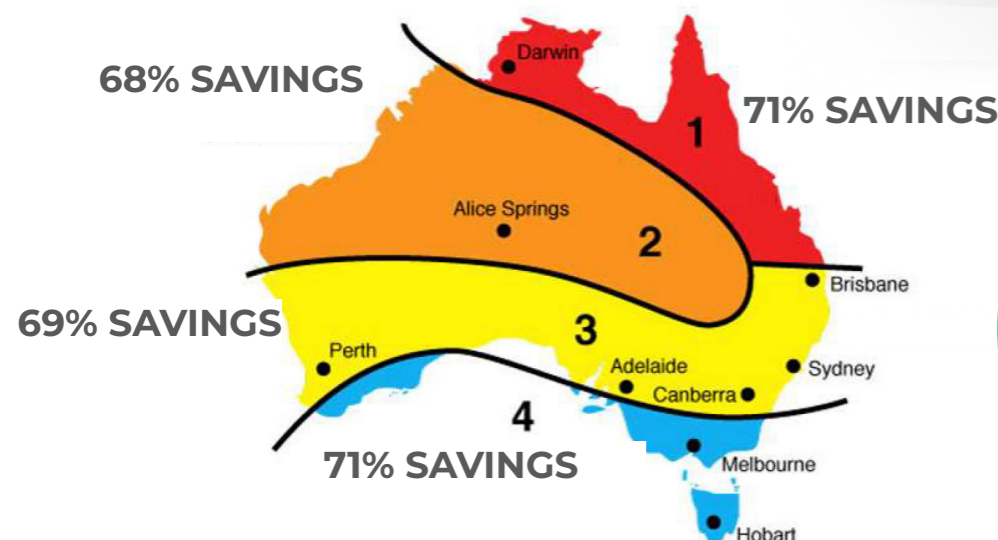 Darwin
68% SAVINGS
71% SAVINGS
1
Alice Springs
2
Brisbane
69% SAVINGS
3
Perth
Adelaide
Sydney
Canberra
4
71% SAVINGS
Melbourne
Hobart